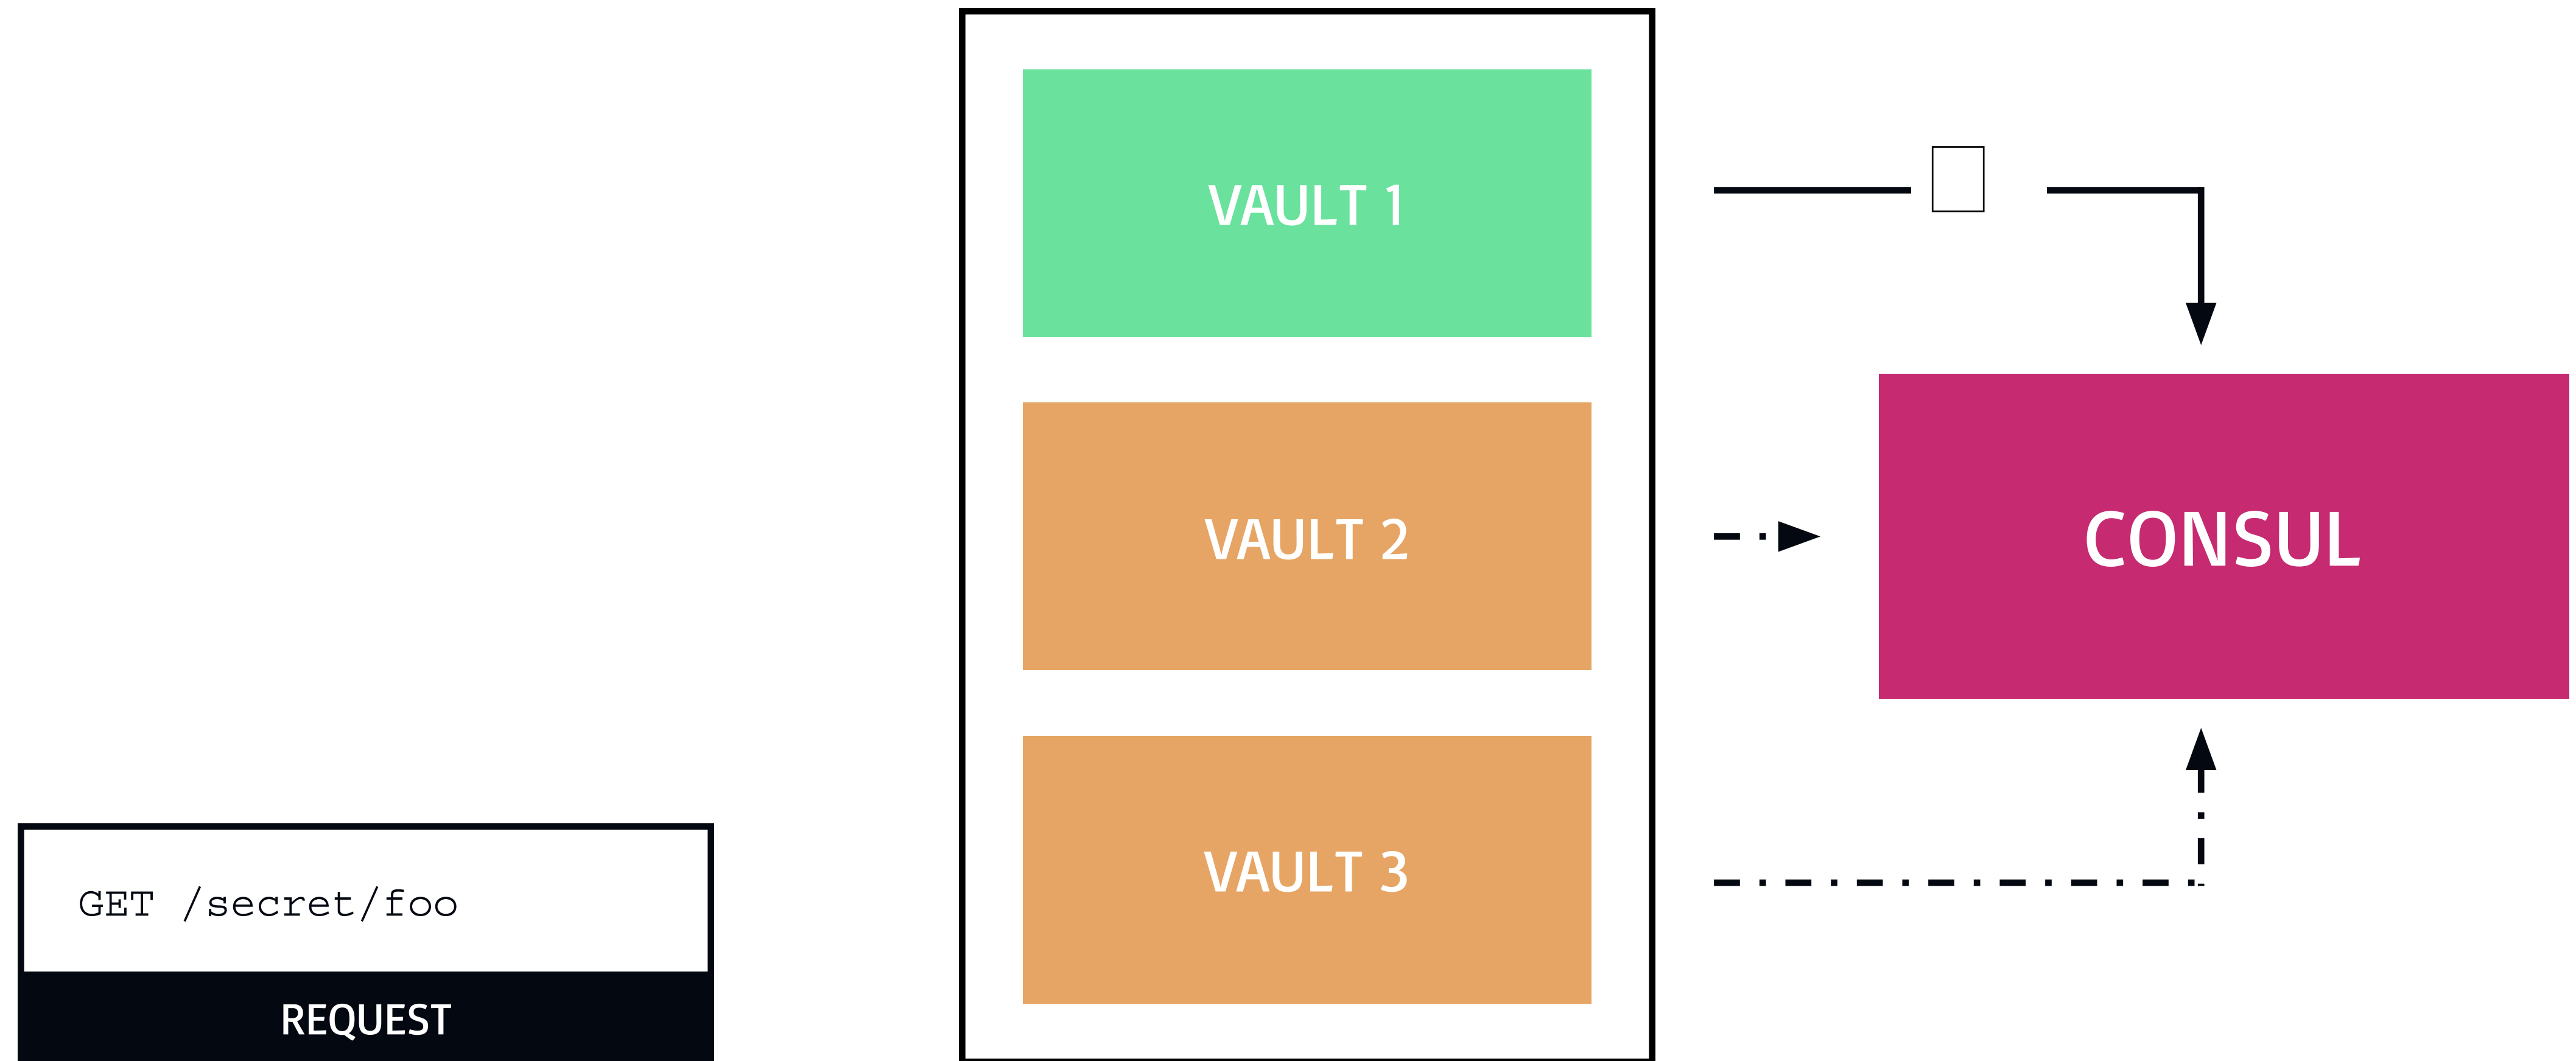 VAULT 1
VAULT 2
CONSUL
VAULT 3
GET /secret/foo
REQUEST